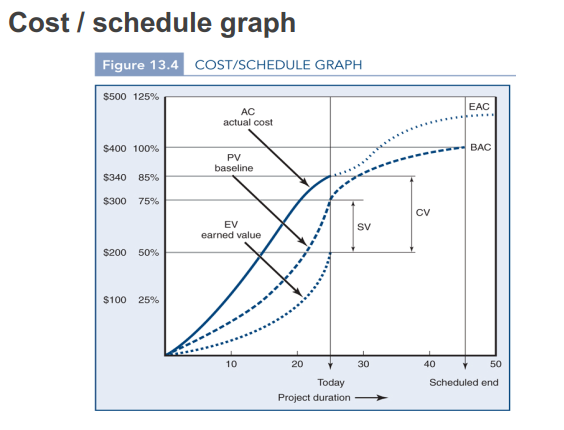 Cost / schedule graph
Figure 13.4 COST/SCHEDULE GRAPH
$500 125%
EAC
AC
actual cost
$400 100%
BAC
PV
baseline
$340 85%
$300 75%
CV
SV
EV
earned value
$200 50%
$100 25%
10 20 30 40 50
Today
Scheduled end
Project duration